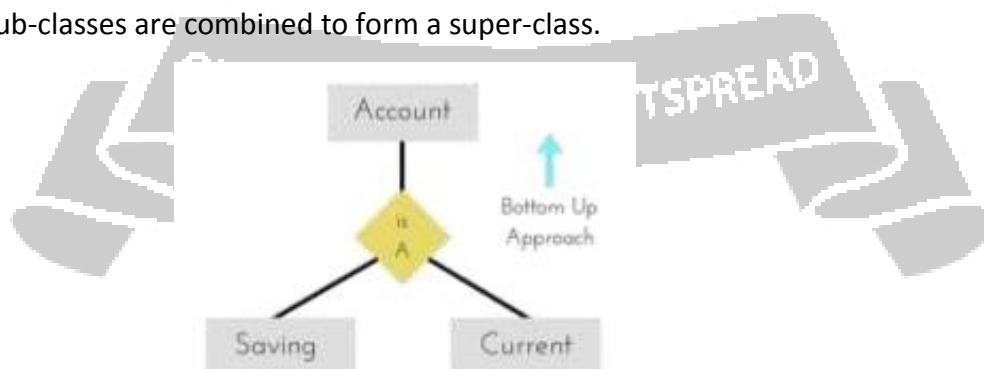 ub-classes are combined to form a super-class.
TSPREAD
Account
Bottom Up
Approach
is
A
Saving
Current